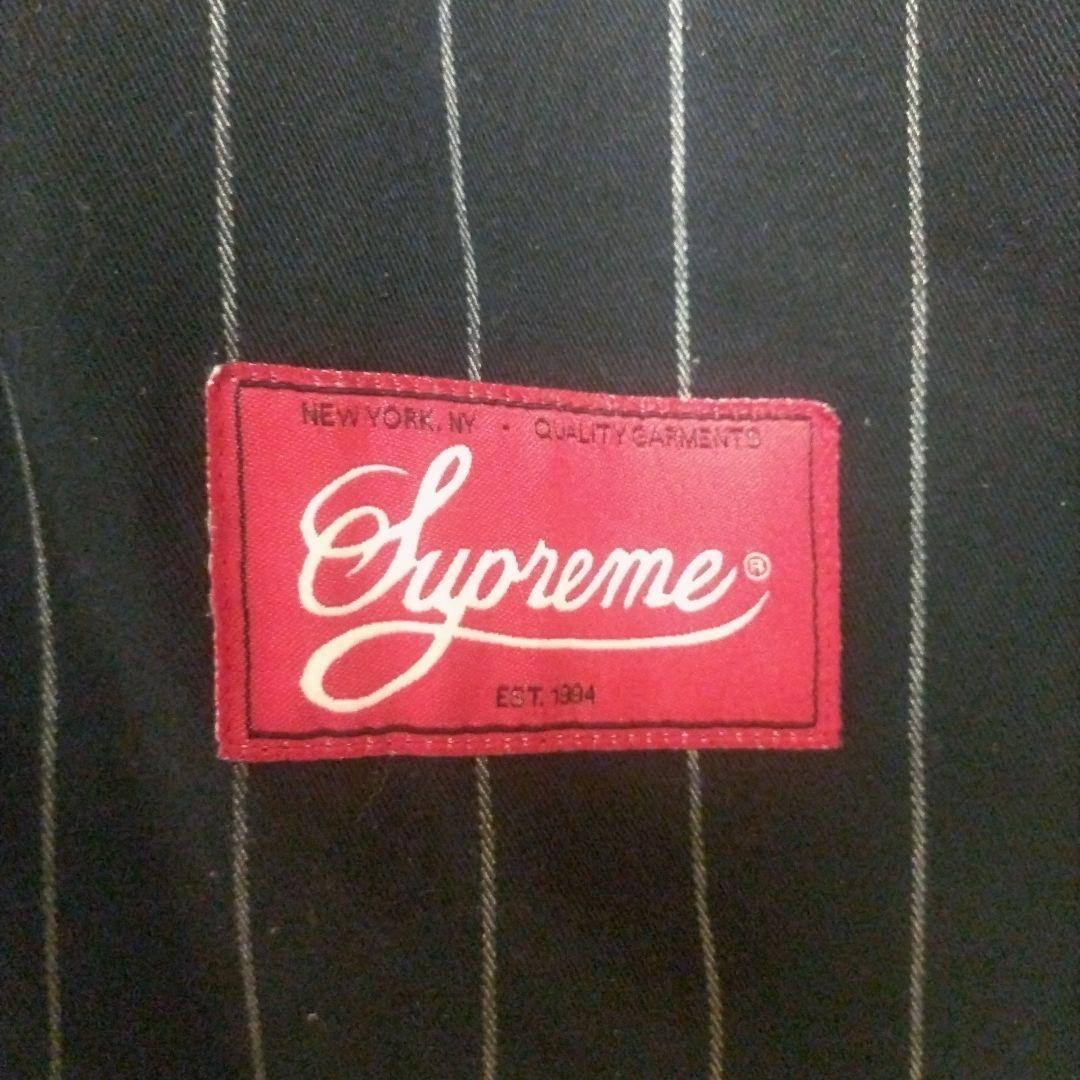 NEW YORK, NY • QUALITY GARMENTS
Supreme®
EST. 1994